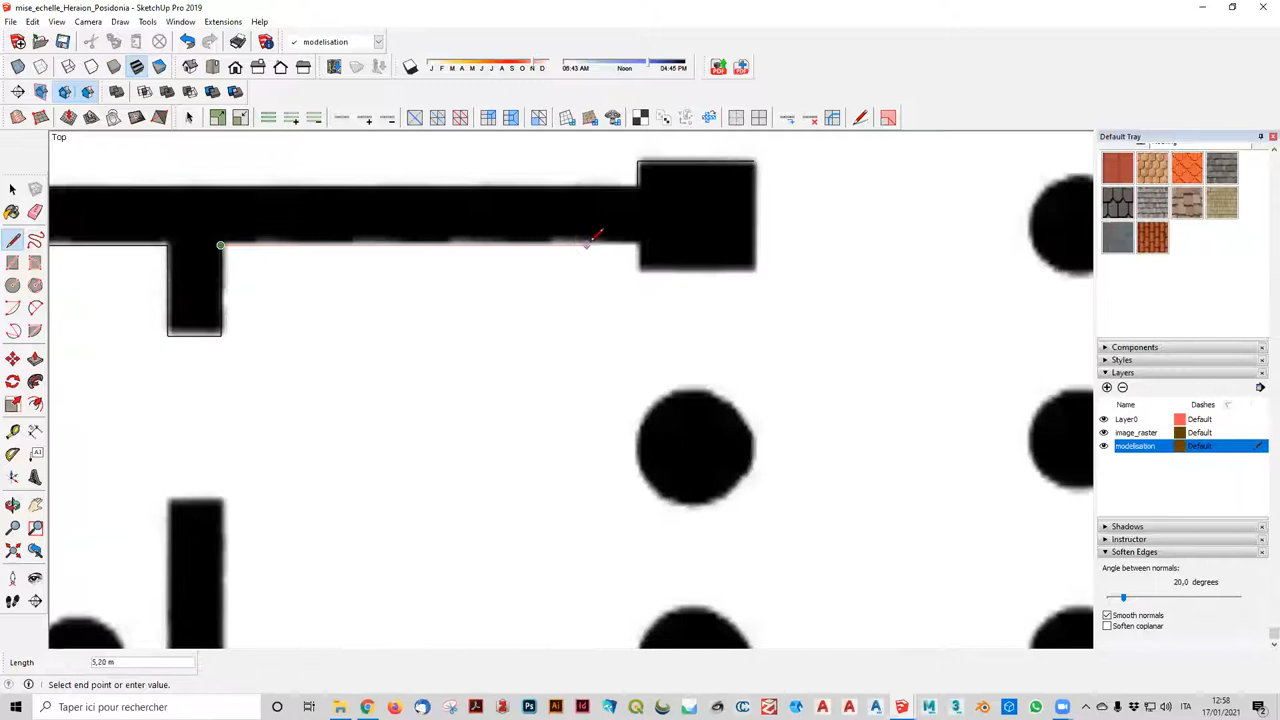 mise_echelle_Heraion_Posidonia - SketchUp Pro 2019
File Edit View Camera Draw Tools Window Extensions Help
modelisation
J F M A M J J A S O N D
06:43 AM Noon 04:45 PM
Top
Default Tray
Components
Styles
Layers
Name Dashes
Layer0 Default
image_raster Default
modelisation Default
Shadows
Instructor
Soften Edges
Angle between normals:
20,0 degrees
Smooth normals
Soften coplanar
Length 5,20 m
Select end point or enter value.
Taper ici pour rechercher
ITA
12:58
17/01/2021